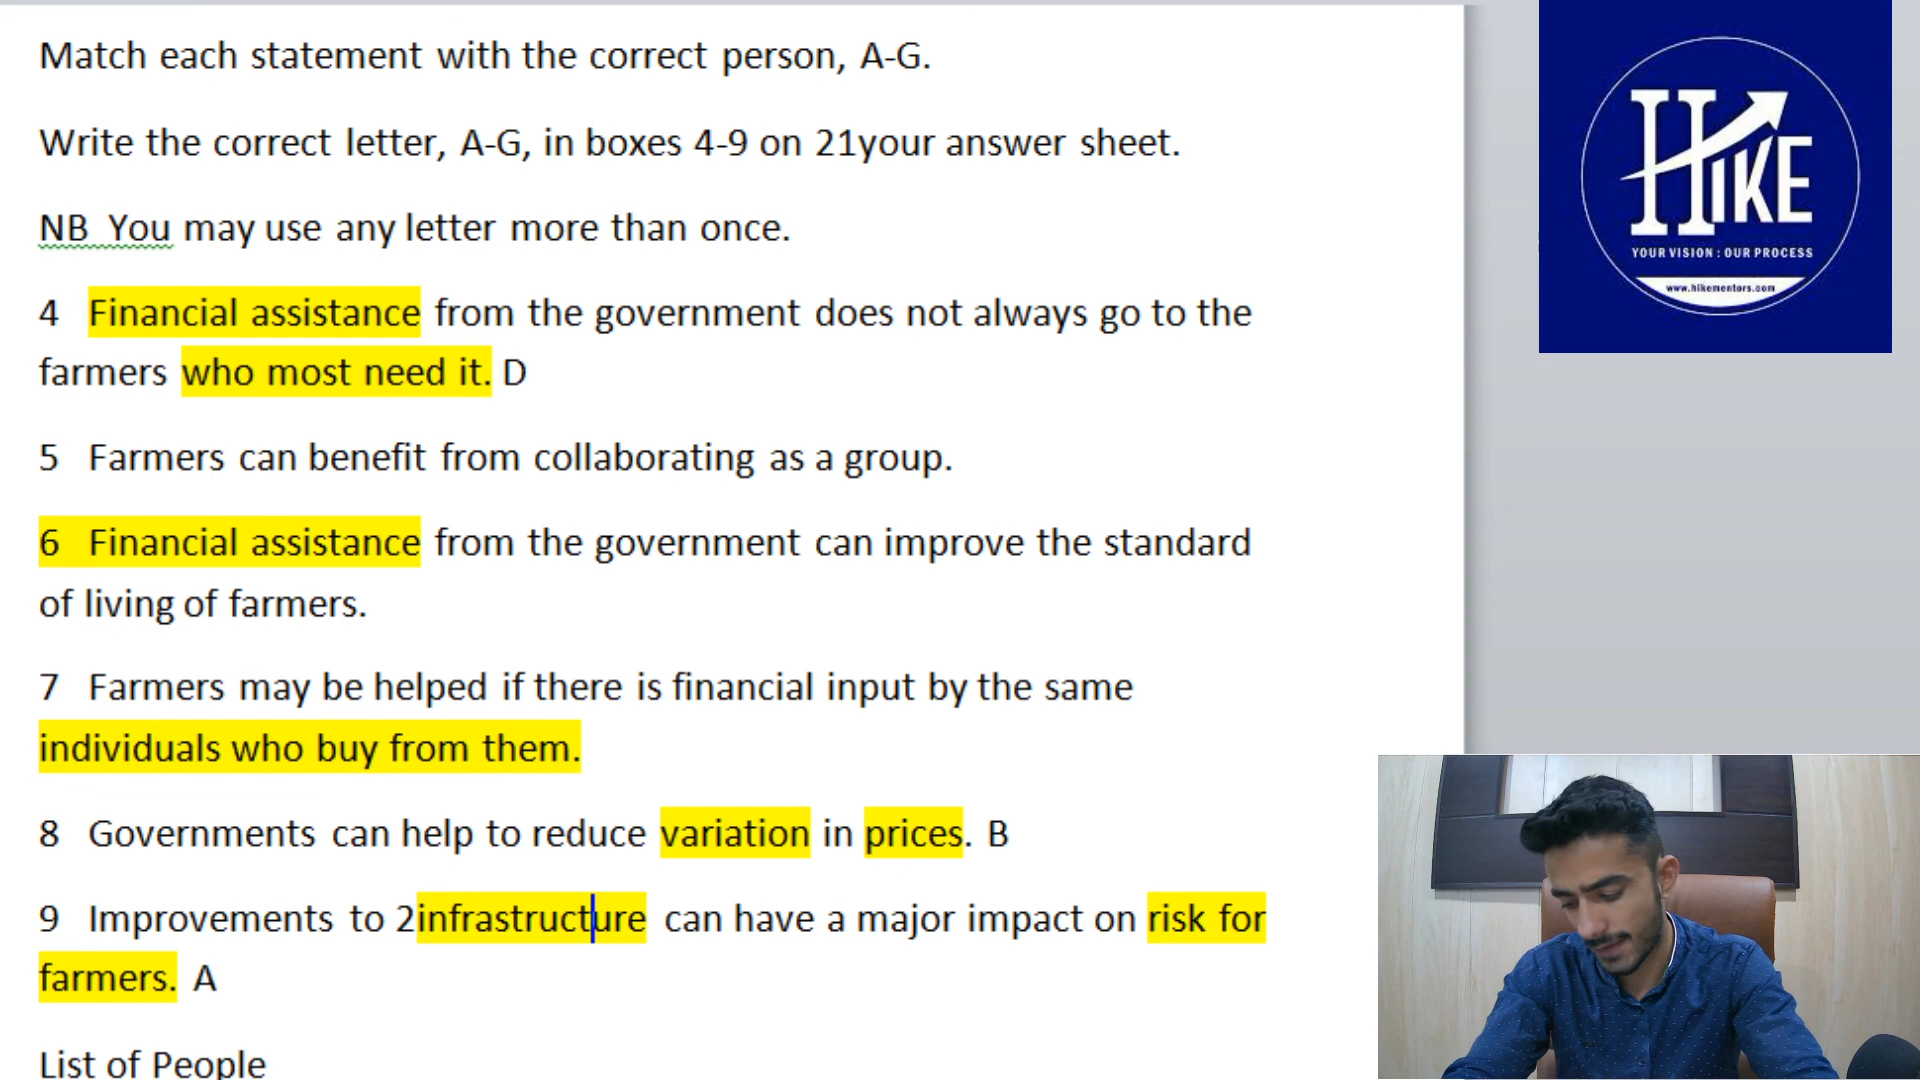 Match each statement with the correct person, A-G.
Write the correct letter, A-G, in boxes 4-9 on 21your answer sheet.
NB You may use any letter more than once.
4 Financial assistance from the government does not always go to the
farmers who most need it. D
5 Farmers can benefit from collaborating as a group.
6 Financial assistance from the government can improve the standard
of living of farmers.
7 Farmers may be helped if there is financial input by the same
individuals who buy from them.
8 Governments can help to reduce variation in prices. B
9 Improvements to 2infrastructure can have a major impact on risk for
farmers. A
List of People
HIKE
YOUR VISION : OUR PROCESS
www.hikementors.com